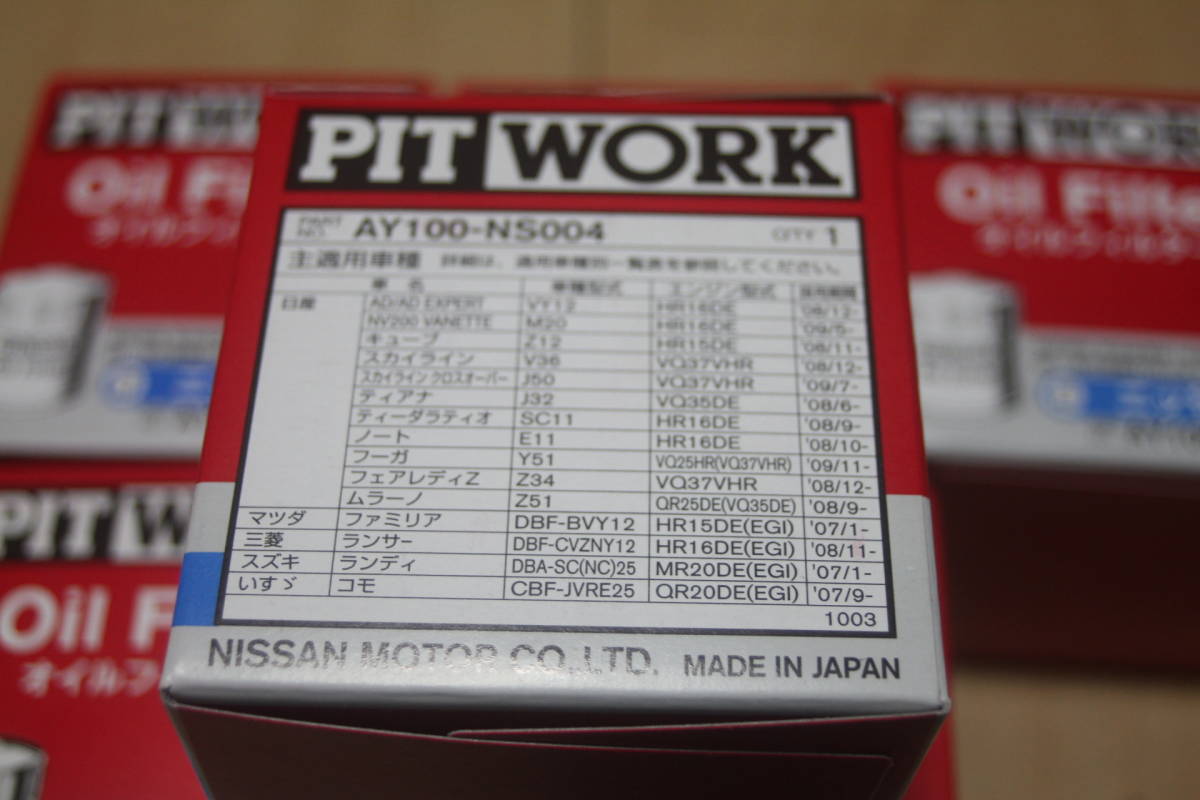 PIT WORK
PART NO. AY100-NS004 Q'TY 1
主適用車種 詳細は、適用車種別一覧表を参照してください。
車名 車種型式 エンジン型式 採用期間
日産 AD/AD EXPERT VY12 HR16DE '08/12-
NV200 VANETTE M20 HR16DE '09/5-
キューブ Z12 HR15DE '08/11-
スカイライン V36 VQ37VHR '08/12-
スカイライン クロスオーバー J50 VQ37VHR '09/7-
ティアナ J32 VQ35DE '08/6-
ティーダラティオ SC11 HR16DE '08/9-
ノート E11 HR16DE '08/10-
フーガ Y51 VQ25HR(VQ37VHR) '09/11-
フェアレディZ Z34 VQ37VHR '08/12-
ムラーノ Z51 QR25DE(VQ35DE) '08/9-
マツダ ファミリア DBF-BVY12 HR15DE(EGI) '07/1-
三菱 ランサー DBF-CVZNY12 HR16DE(EGI) '08/11-
スズキ ランディ DBA-SC(NC)25 MR20DE(EGI) '07/1-
いすゞ コモ CBF-JVRE25 QR20DE(EGI) '07/9-
1003
NISSAN MOTOR CO.,LTD. MADE IN JAPAN
PIT W
Oil Fi
PIT WOR
Oil Filte
PIT W
Oil F
オイルフ